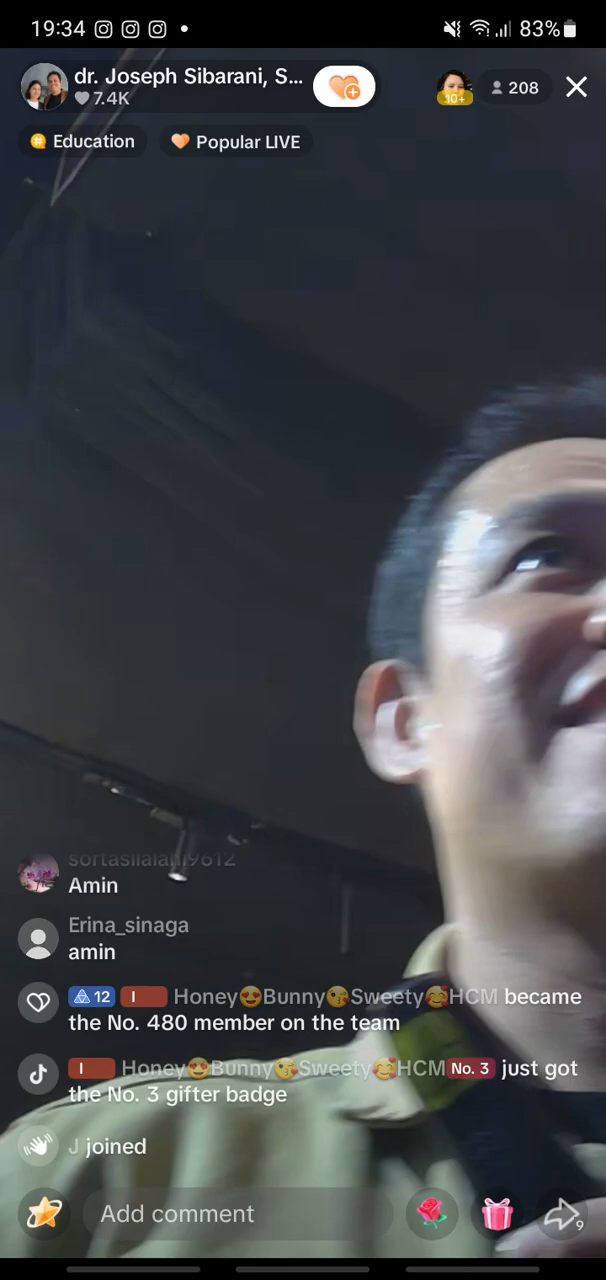 19:34 83%
dr. Joseph Sibarani, S...
7.4K
10+
208
Education
Popular LIVE
sortasilalahi9612
Amin
Erina_sinaga
amin
12 I Honey😍Bunny😘Sweety🥰HCM became
the No. 480 member on the team
I Honey😍Bunny😘Sweety🥰HCM No. 3 just got
the No. 3 gifter badge
J joined
Add comment
9